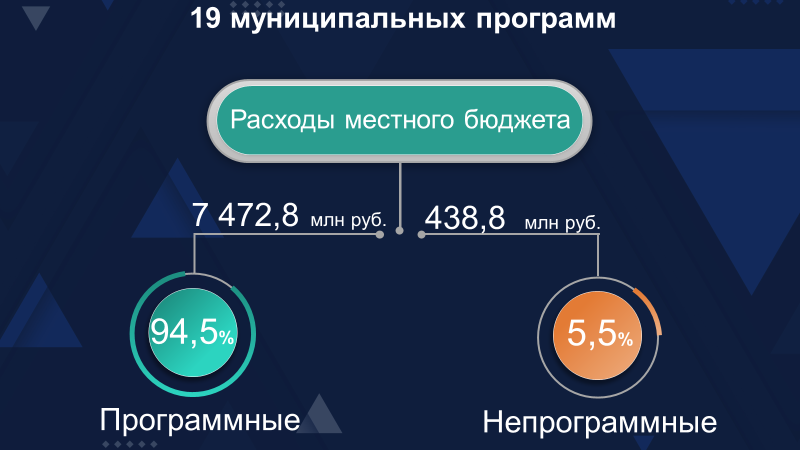 19 муниципальных программ
Расходы местного бюджета
7 472,8 млн руб.
438,8 млн руб.
94,5%
5,5%
Программные
Непрограммные